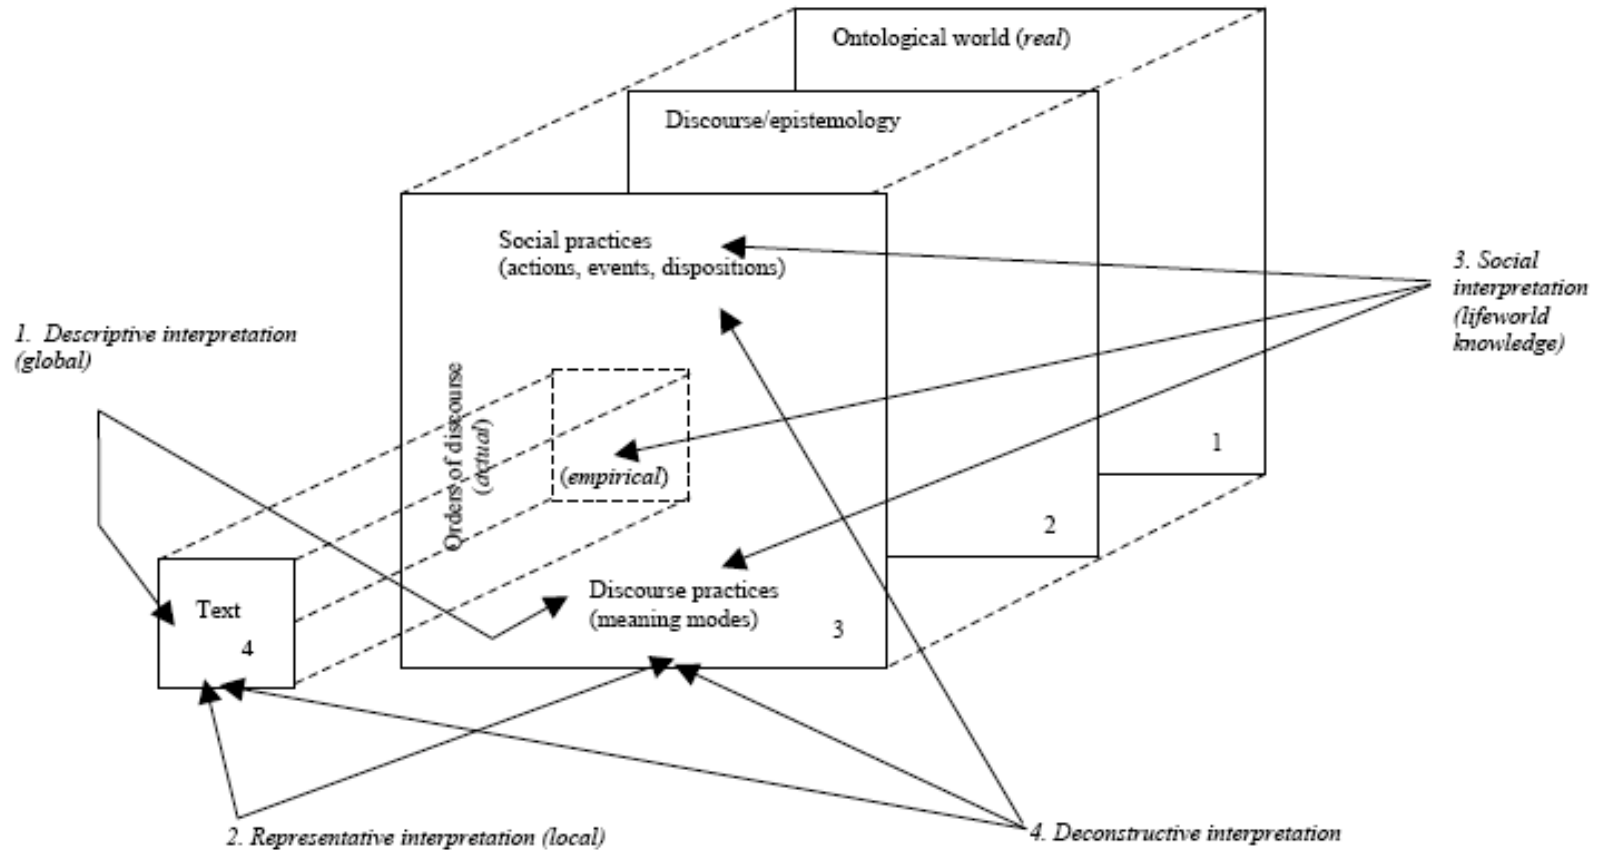 Ontological world (real)
Discourse/epistemology
Social practices
(actions, events, dispositions)
3. Social
interpretation
(lifeworld
knowledge)
1. Descriptive interpretation
(global)
Orders of discourse
(actual)
1
(empirical)
2
Discourse practices
(meaning modes)
3
Text
4
2. Representative interpretation (local)
4. Deconstructive interpretation